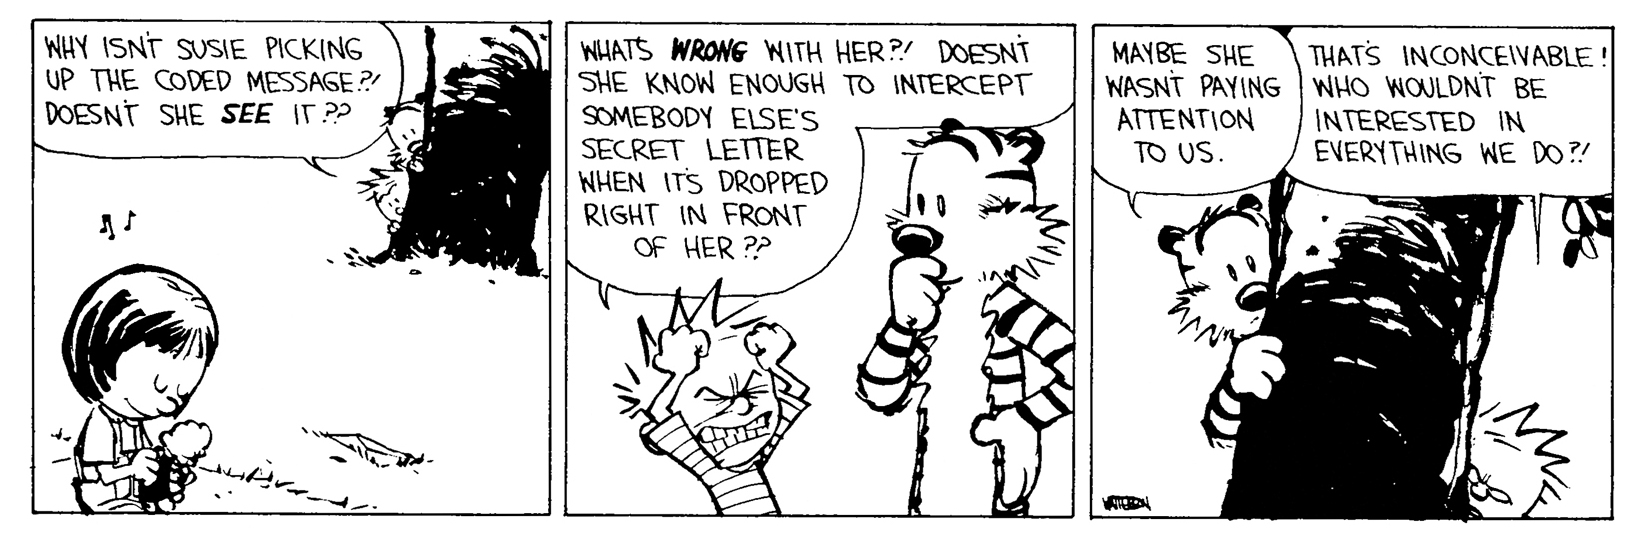 WHY ISN'T SUSIE PICKING
UP THE CODED MESSAGE?!
DOESN'T SHE SEE IT??
WHAT'S WRONG WITH HER?! DOESN'T
SHE KNOW ENOUGH TO INTERCEPT
SOMEBODY ELSE'S
SECRET LETTER
WHEN IT'S DROPPED
RIGHT IN FRONT
OF HER??
MAYBE SHE
WASN'T PAYING
ATTENTION
TO US.
THAT'S INCONCEIVABLE!
WHO WOULDN'T BE
INTERESTED IN
EVERYTHING WE DO?!
WATTERSON